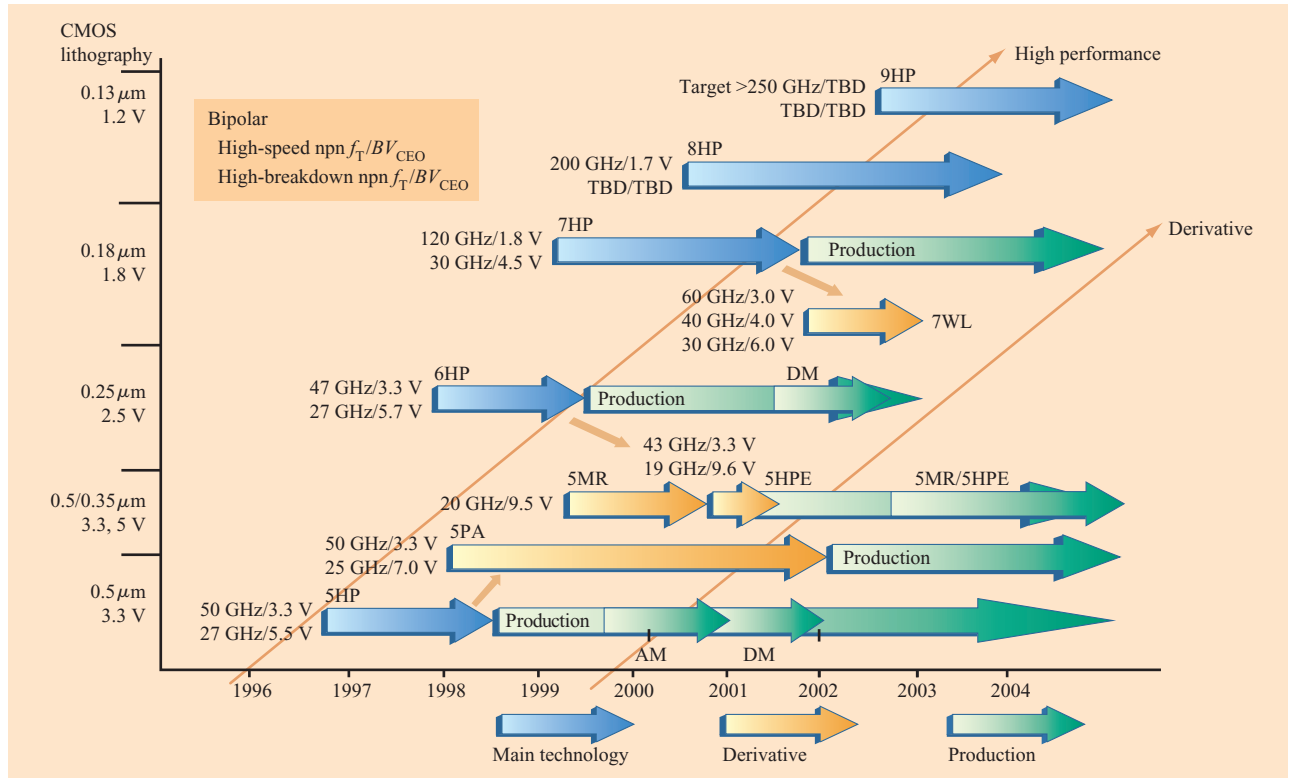 CMOS
lithography
High performance
0.13 μm
1.2 V
Target >250 GHz/TBD
TBD/TBD
9HP
Bipolar
High-speed npn fT/BVCEO
High-breakdown npn fT/BVCEO
200 GHz/1.7 V
TBD/TBD
8HP
Derivative
0.18 μm
1.8 V
120 GHz/1.8 V
30 GHz/4.5 V
7HP
Production
60 GHz/3.0 V
40 GHz/4.0 V
30 GHz/6.0 V
7WL
0.25 μm
2.5 V
47 GHz/3.3 V
27 GHz/5.7 V
6HP
Production
DM
43 GHz/3.3 V
19 GHz/9.6 V
0.5/0.35 μm
3.3, 5 V
20 GHz/9.5 V
5MR
5HPE
5MR/5HPE
50 GHz/3.3 V
25 GHz/7.0 V
5PA
Production
0.5 μm
3.3 V
50 GHz/3.3 V
27 GHz/5.5 V
5HP
Production
AM
DM
1996 1997 1998 1999 2000 2001 2002 2003 2004
Main technology
Derivative
Production